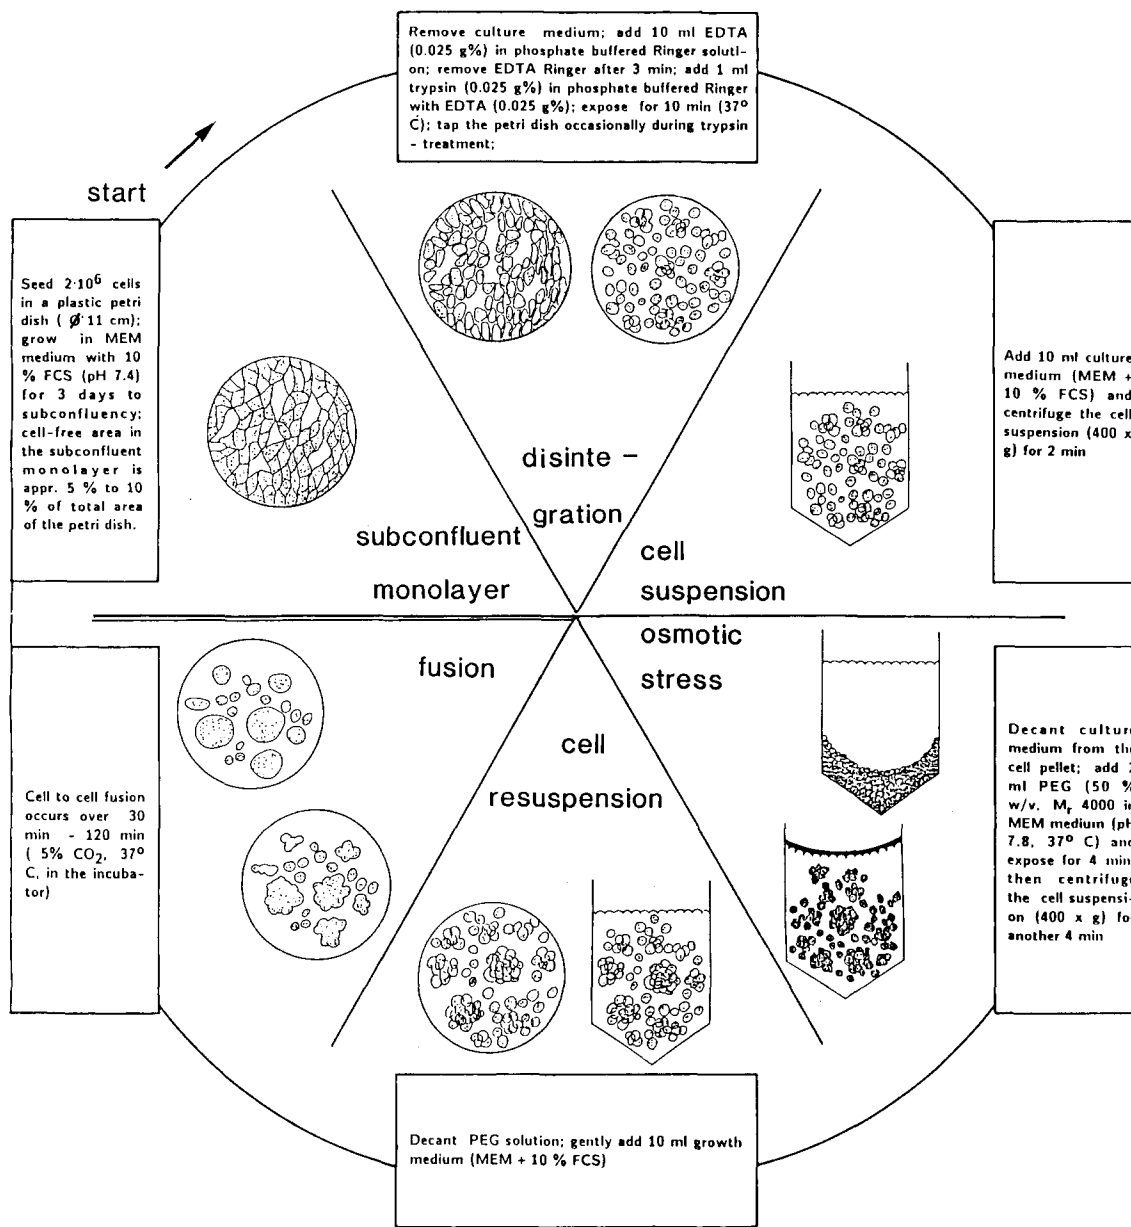 start
Seed 2·10⁶ cells
in a plastic petri
dish ( Ø 11 cm);
grow in MEM
medium with 10
% FCS (pH 7.4)
for 3 days to
subconfluency;
cell-free area in
the subconfluent
monolayer is
appr. 5 % to 10
% of total area
of the petri dish.
subconfluent
monolayer
Remove culture medium; add 10 ml EDTA
(0.025 g%) in phosphate buffered Ringer soluti-
on; remove EDTA Ringer after 3 min; add 1 ml
trypsin (0.025 g%) in phosphate buffered Ringer
with EDTA (0.025 g%); expose for 10 min (37⁰
C); tap the petri dish occasionally during trypsin
- treatment;
disinte -
gration
Add 10 ml culture
medium (MEM +
10 % FCS) and
centrifuge the cell
suspension (400 x
g) for 2 min
cell
suspension
osmotic
stress
Decant culture
medium from the
cell pellet; add
ml PEG (50 %
w/v. Mᵣ 4000 in
MEM medium (pH
7.8, 37⁰ C) and
expose for 4 min
then centrifuge
the cell suspensi-
on (400 x g) fo
another 4 min
cell
resuspension
Decant PEG solution; gently add 10 ml growth
medium (MEM + 10 % FCS)
fusion
Cell to cell fusion
occurs over 30
min - 120 min
( 5% CO₂, 37⁰
C, in the incuba-
tor)